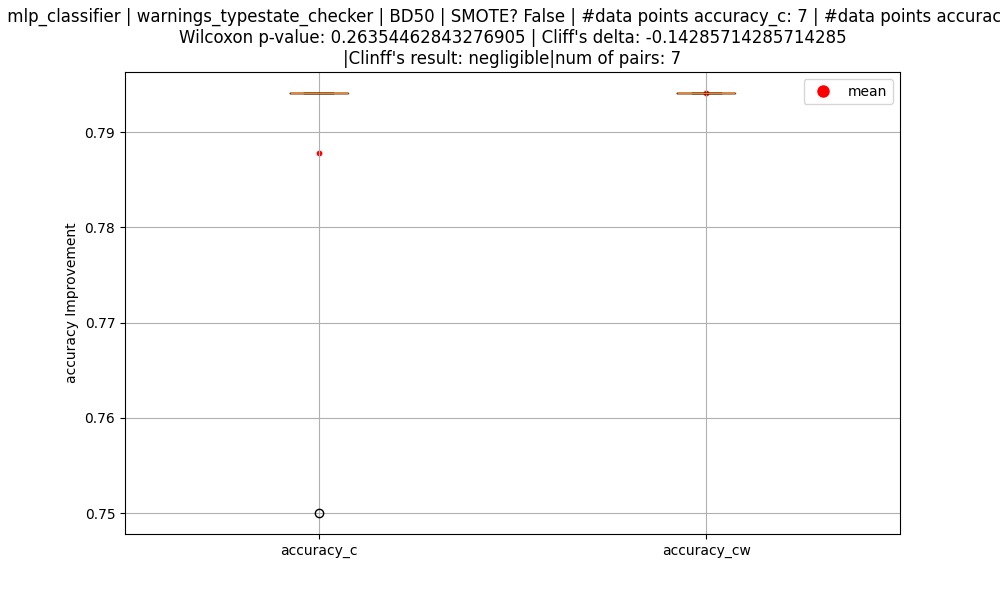 mlp_classifier | warnings_typestate_checker | BD50 | SMOTE? False | #data points accuracy_c: 7 | #data points accurac
Wilcoxon p-value: 0.26354462843276905 | Cliff's delta: -0.14285714285714285
|Clinff's result: negligible|num of pairs: 7
mean
0.79
0.78
0.77
0.76
0.75
accuracy Improvement
accuracy_c
accuracy_cw